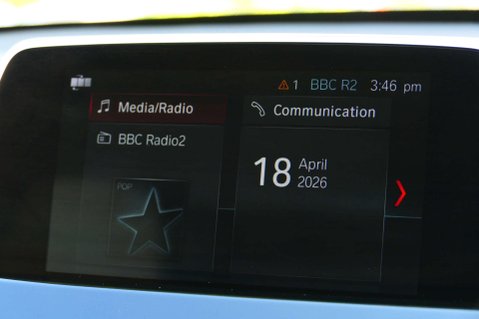 1 BBC R2 3:46 pm
Media/Radio
BBC Radio2
POP
Communication
18 April
2026